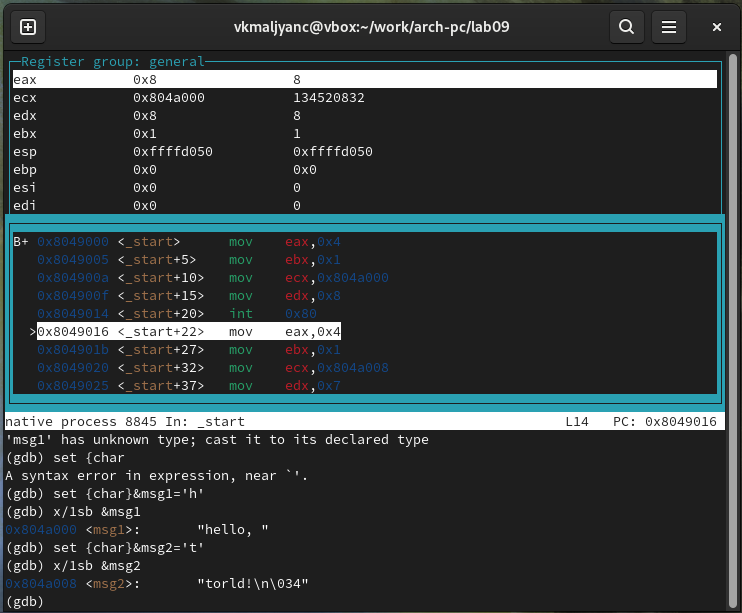 vkmaljyanc@vbox:~/work/arch-pc/lab09
Register group: general
eax 0x8 8
ecx 0x804a000 134520832
edx 0x8 8
ebx 0x1 1
esp 0xffffd050 0xffffd050
ebp 0x0 0x0
esi 0x0 0
edi 0x0 0
B+ 0x8049000 <_start> mov eax,0x4
0x8049005 <_start+5> mov ebx,0x1
0x804900a <_start+10> mov ecx,0x804a000
0x804900f <_start+15> mov edx,0x8
0x8049014 <_start+20> int 0x80
>0x8049016 <_start+22> mov eax,0x4
0x804901b <_start+27> mov ebx,0x1
0x8049020 <_start+32> mov ecx,0x804a008
0x8049025 <_start+37> mov edx,0x7
native process 8845 In: _start L14 PC: 0x8049016
'msg1' has unknown type; cast it to its declared type
(gdb) set {char
A syntax error in expression, near `'.
(gdb) set {char}&msg1='h'
(gdb) x/1sb &msg1
0x804a000 <msg1>: "hello, "
(gdb) set {char}&msg2='t'
(gdb) x/1sb &msg2
0x804a008 <msg2>: "torld!\n\034"
(gdb)